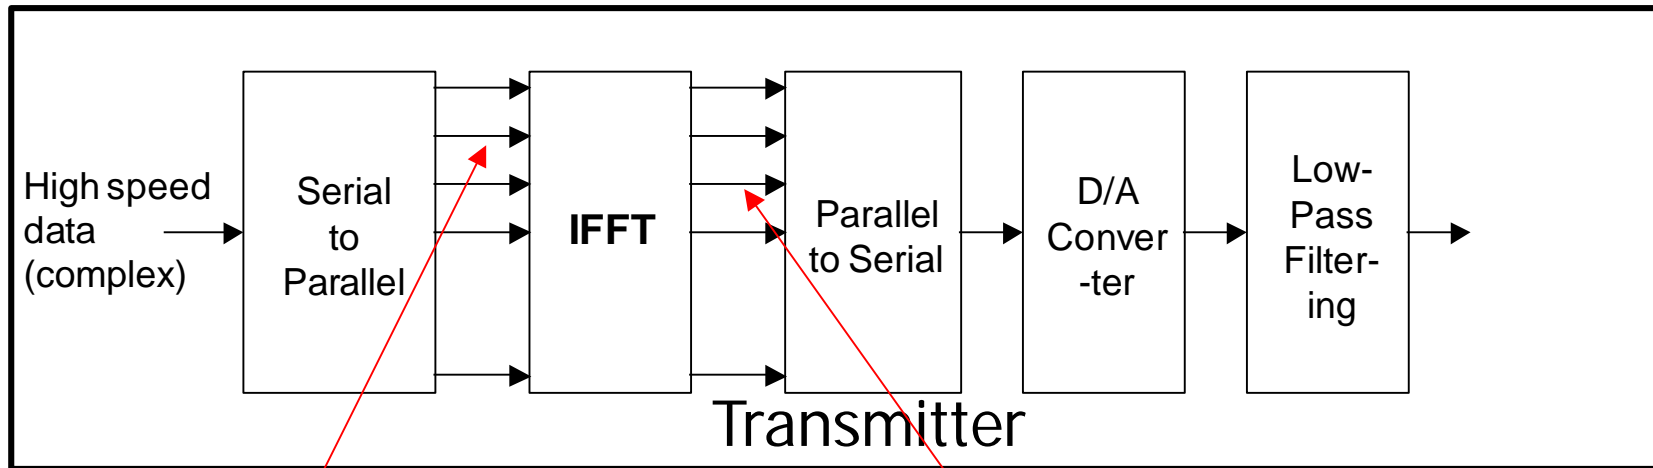 High speed
data
(complex)
Serial
to
Parallel
IFFT
Parallel
to Serial
D/A
Conver
-ter
Low-
Pass
Filter-
ing
Transmitter